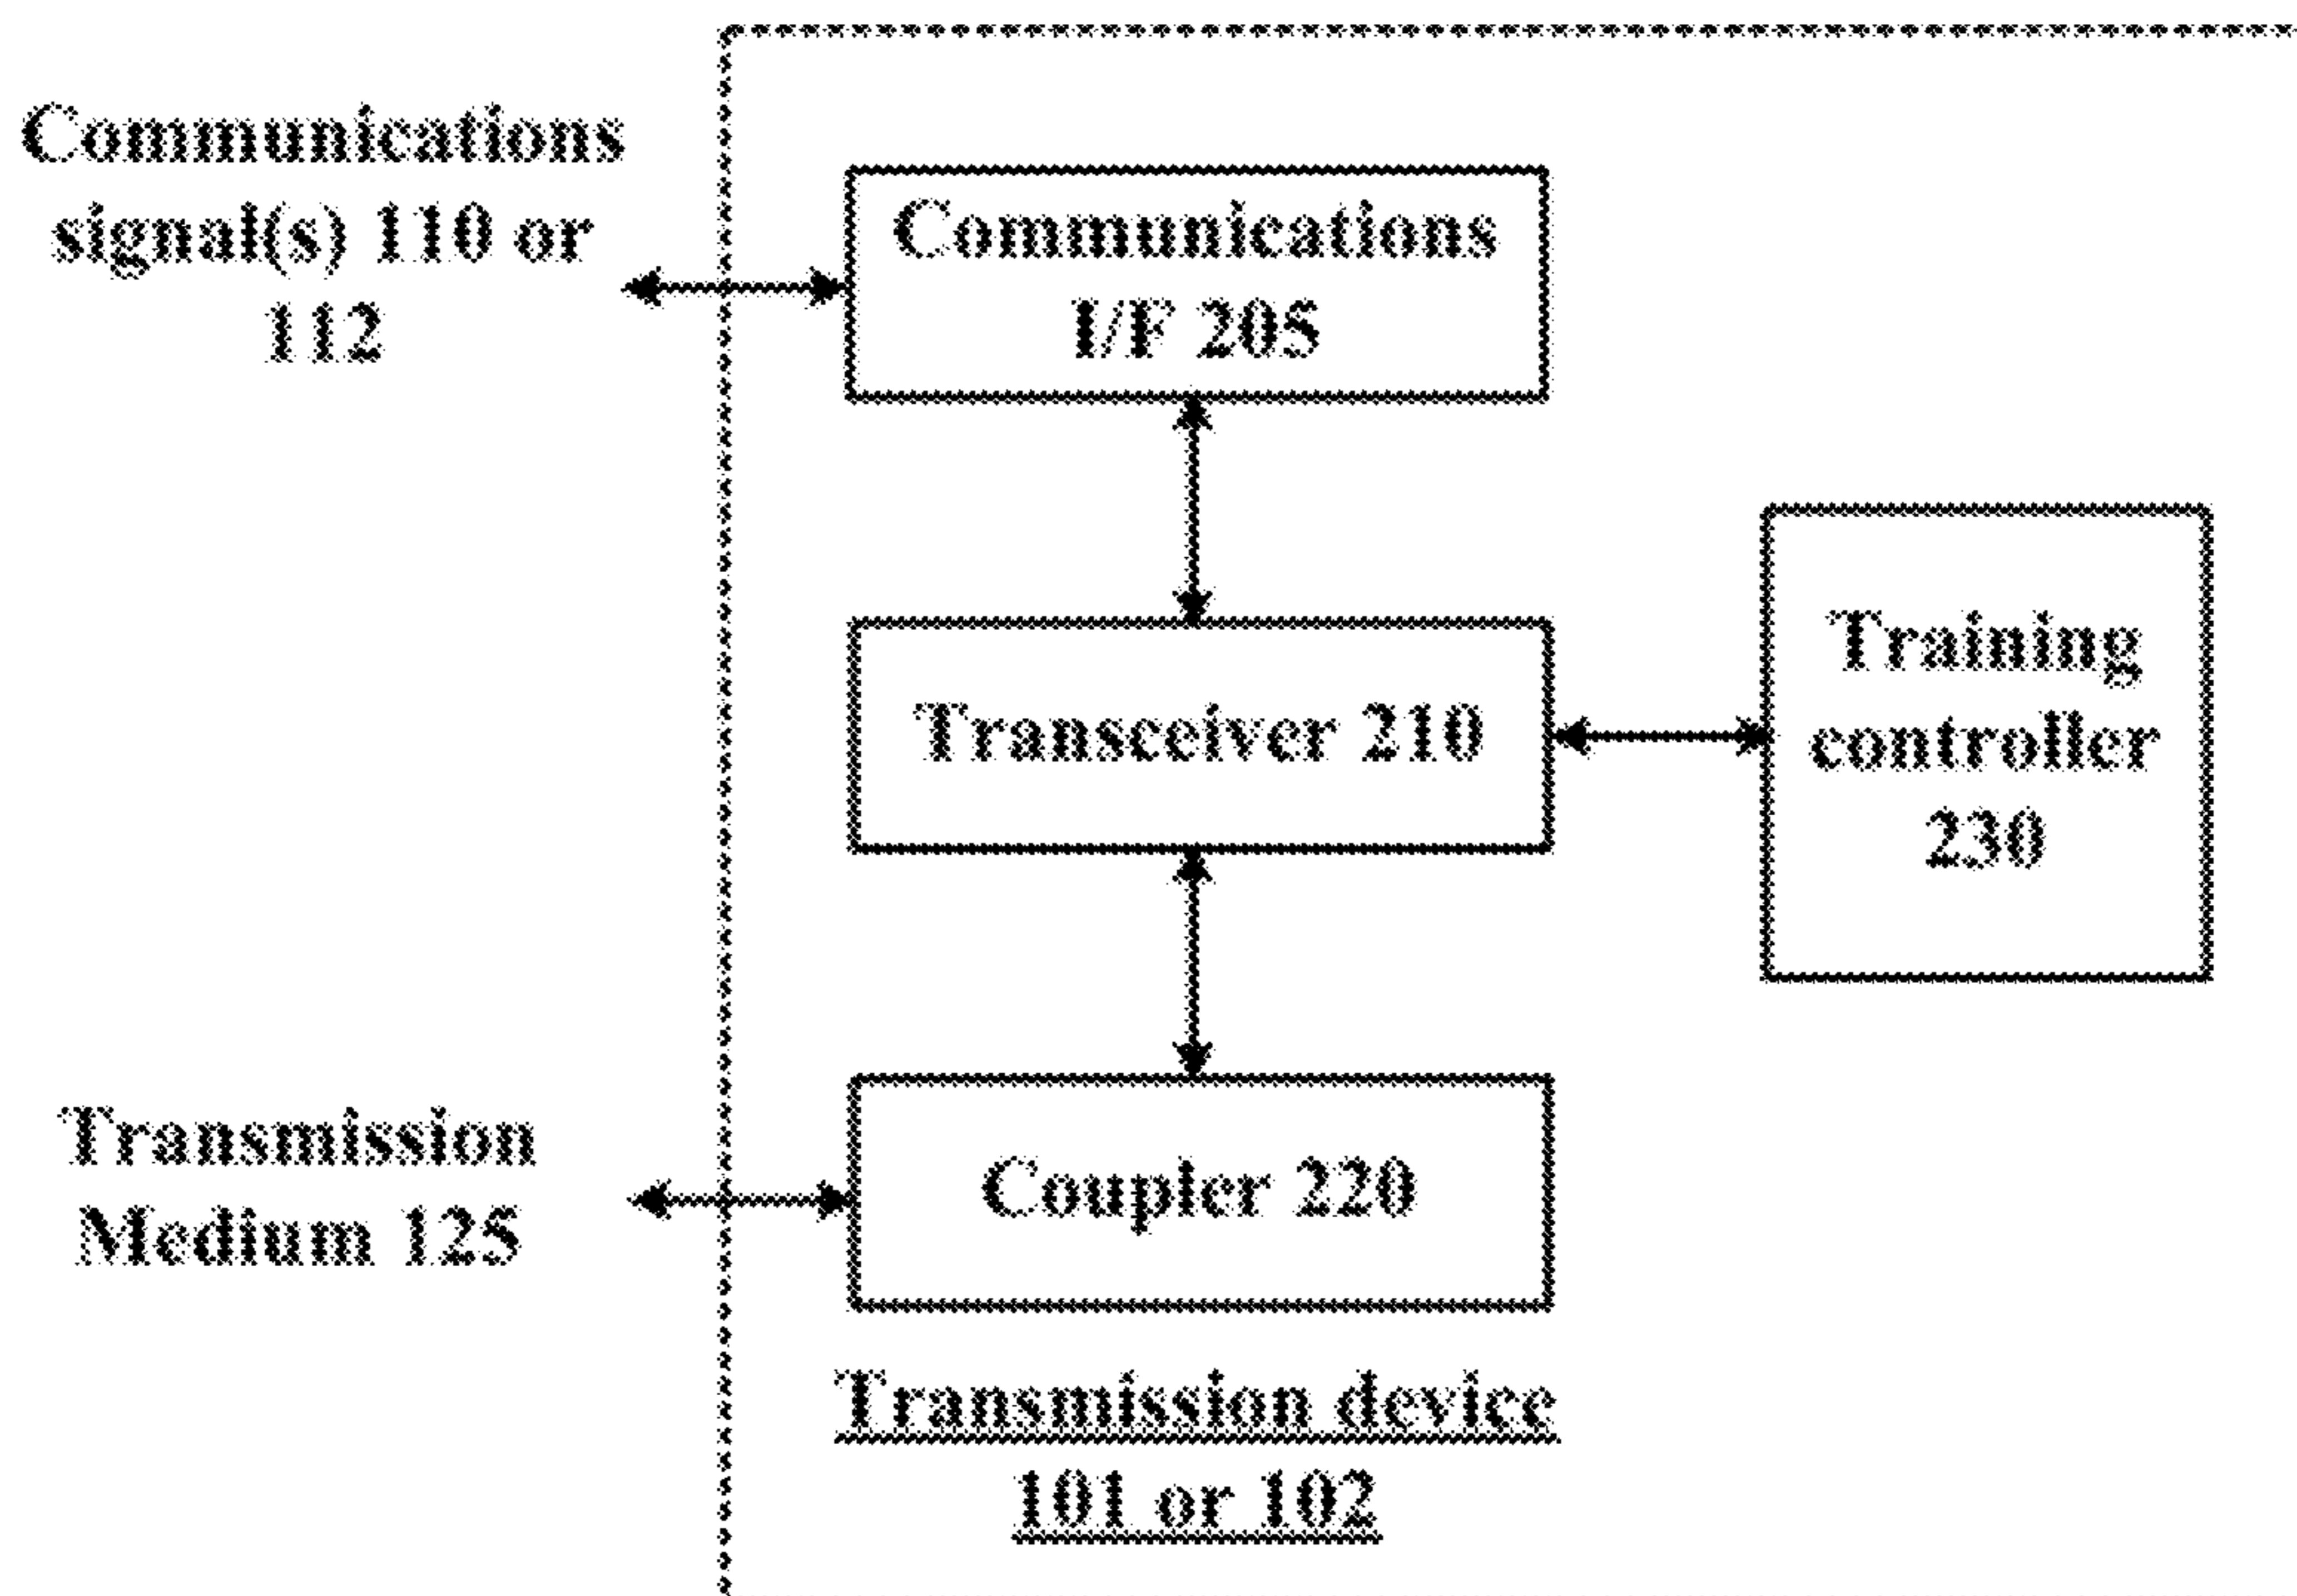 Communications
signal(s) 110 or
112
Communications
I/F 205
Transceiver 210
Training
controller
230
Transmission
Medium 125
Coupler 220
Transmission device
101 or 102